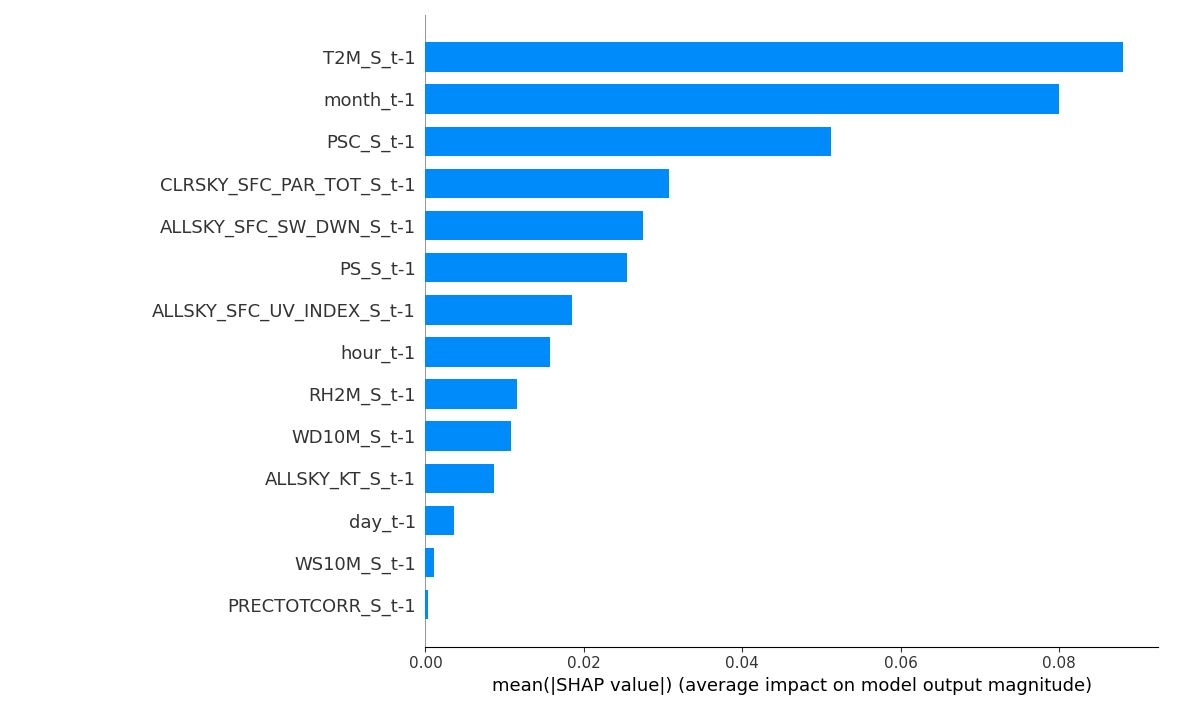 T2M_S_t-1
month_t-1
PSC_S_t-1
CLRSKY_SFC_PAR_TOT_S_t-1
ALLSKY_SFC_SW_DWN_S_t-1
PS_S_t-1
ALLSKY_SFC_UV_INDEX_S_t-1
hour_t-1
RH2M_S_t-1
WD10M_S_t-1
ALLSKY_KT_S_t-1
day_t-1
WS10M_S_t-1
PRECTOTCORR_S_t-1
0.00 0.02 0.04 0.06 0.08
mean(|SHAP value|) (average impact on model output magnitude)